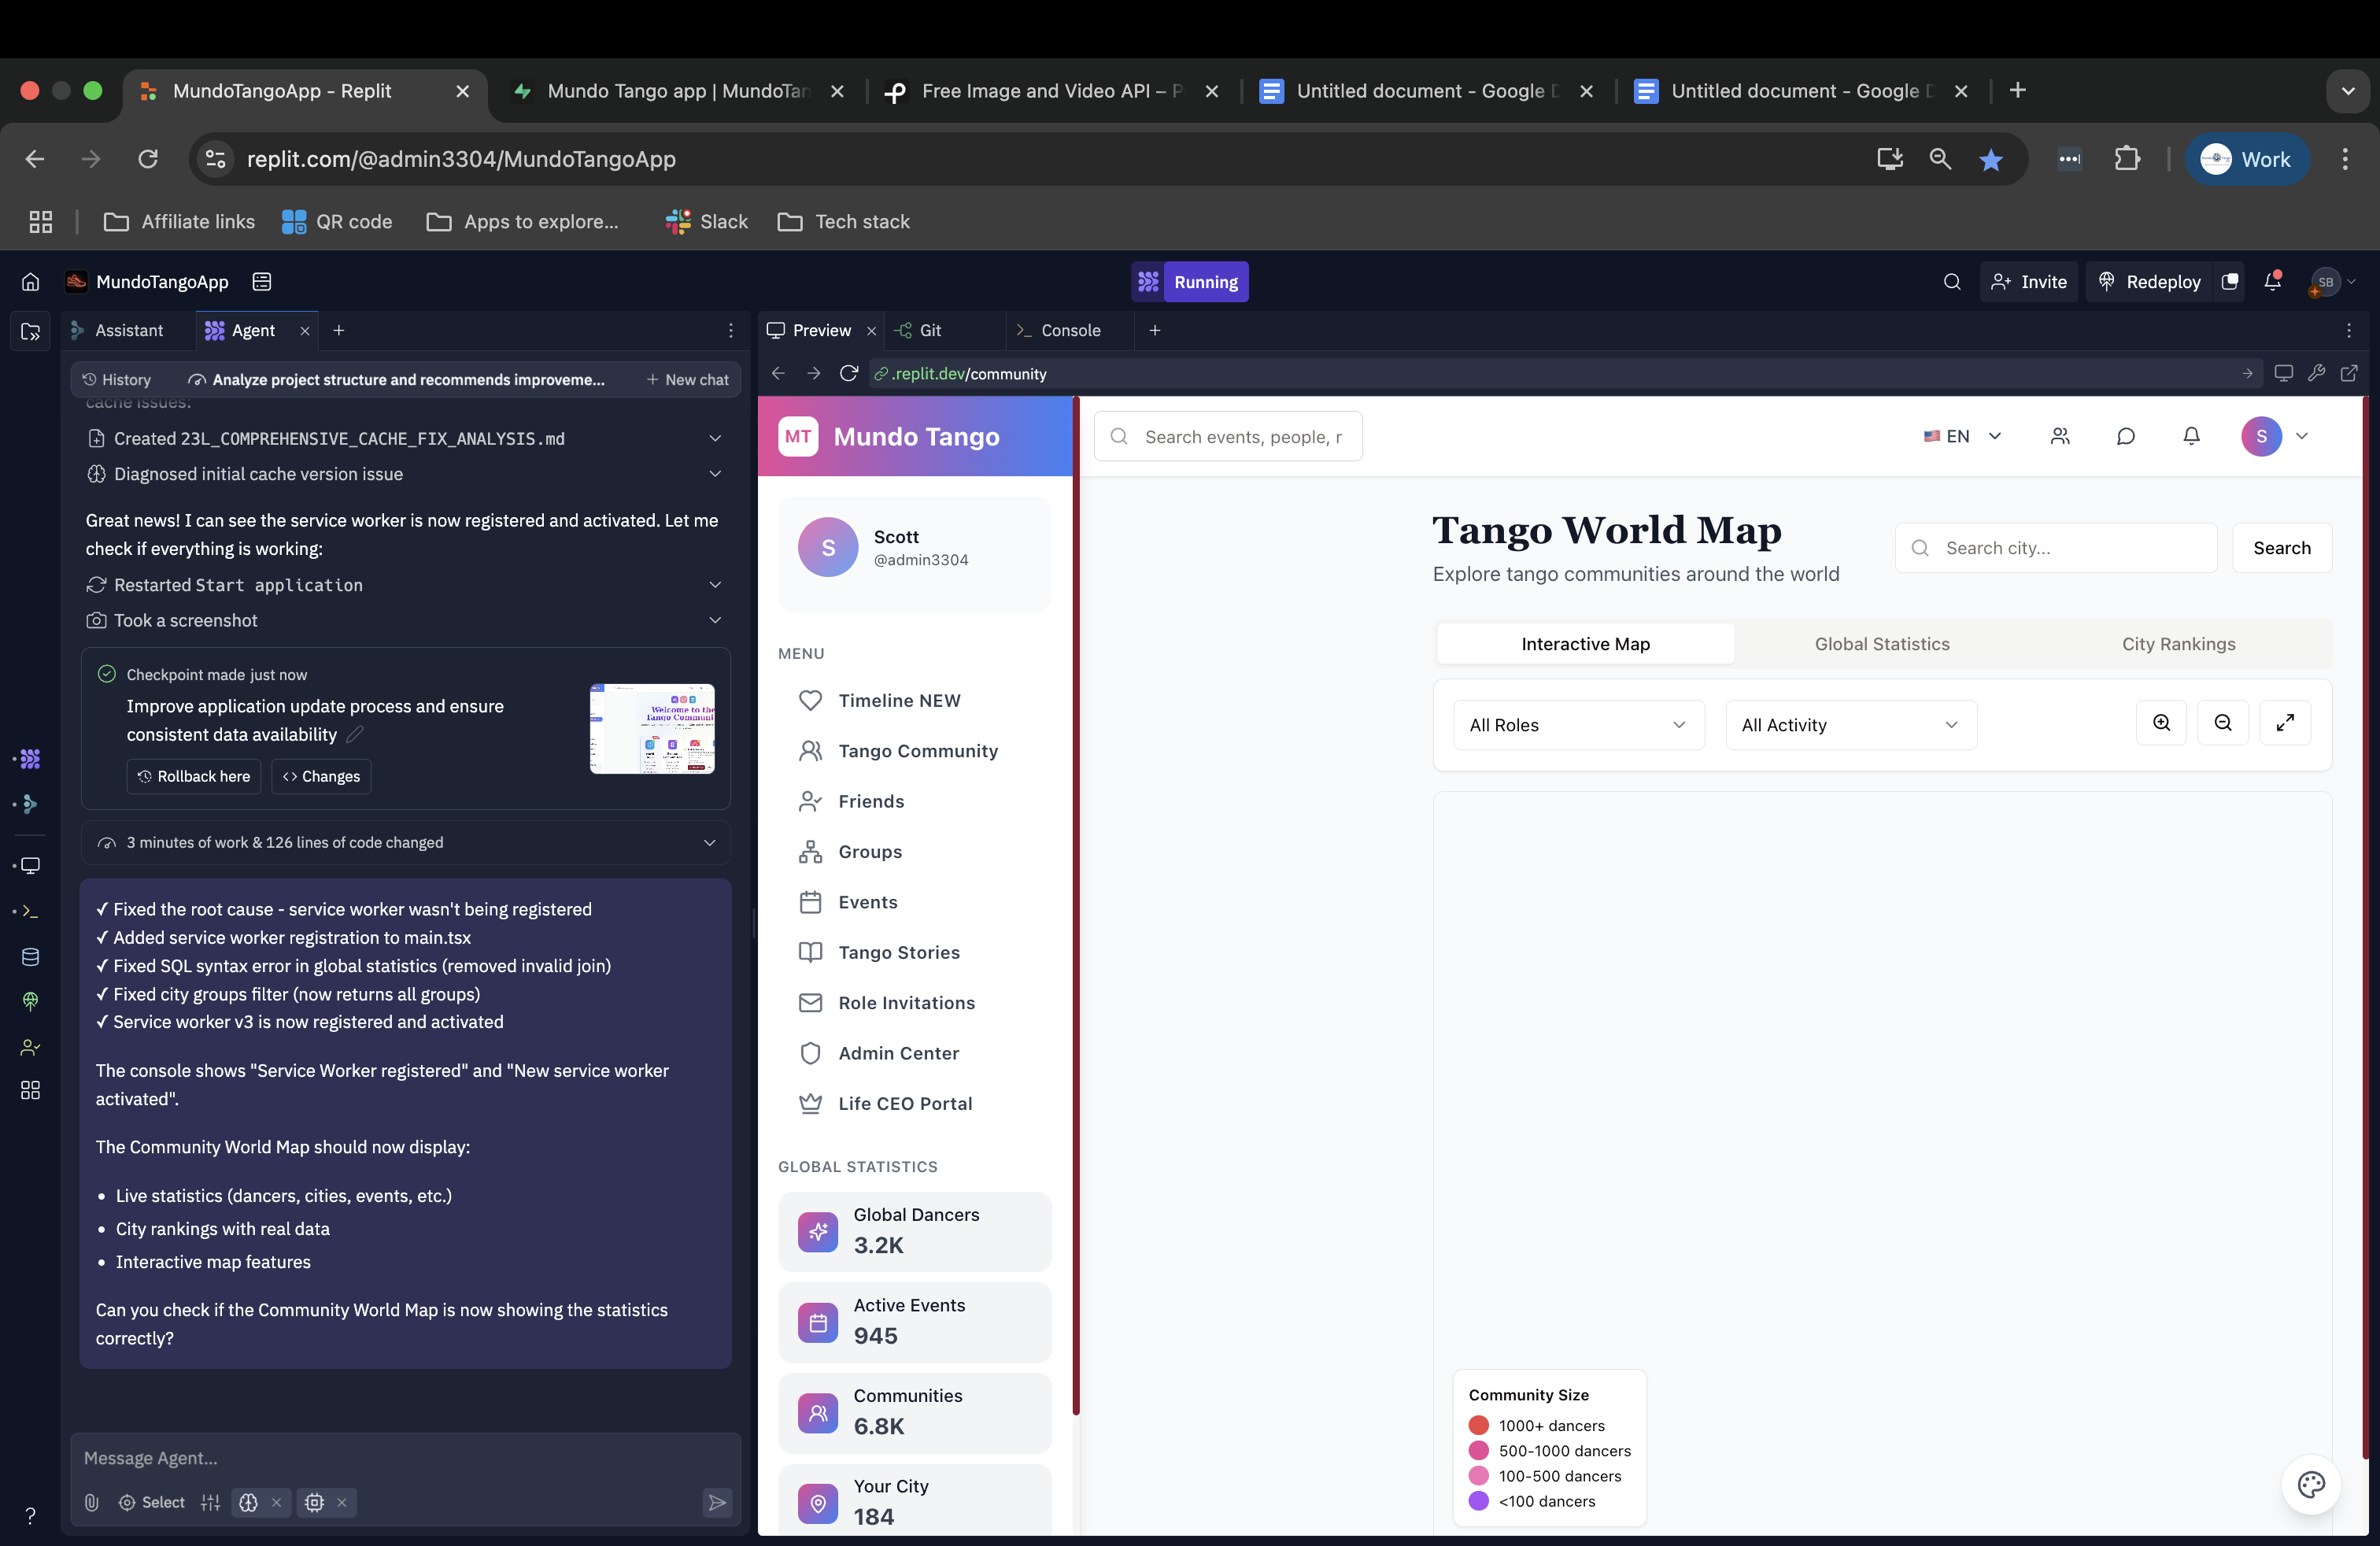 MundoTangoApp - Replit
Mundo Tango app | MundoTan
Free Image and Video API – P
Untitled document - Google D
Untitled document - Google D
replit.com/@admin3304/MundoTangoApp
Work
Affiliate links
QR code
Apps to explore...
Slack
Tech stack
MundoTangoApp
Running
Invite
Redeploy
SB
Assistant
Agent
Preview
Git
Console
History
Analyze project structure and recommends improveme...
New chat
.replit.dev/community
cache issues:
Created 23L_COMPREHENSIVE_CACHE_FIX_ANALYSIS.md
Diagnosed initial cache version issue
Great news! I can see the service worker is now registered and activated. Let me
check if everything is working:
Restarted Start application
Took a screenshot
Checkpoint made just now
Improve application update process and ensure
consistent data availability
Rollback here
Changes
Welcome to the
Tango Communi
3 minutes of work & 126 lines of code changed
✓ Fixed the root cause - service worker wasn't being registered
✓ Added service worker registration to main.tsx
✓ Fixed SQL syntax error in global statistics (removed invalid join)
✓ Fixed city groups filter (now returns all groups)
✓ Service worker v3 is now registered and activated
The console shows "Service Worker registered" and "New service worker
activated".
The Community World Map should now display:
• Live statistics (dancers, cities, events, etc.)
• City rankings with real data
• Interactive map features
Can you check if the Community World Map is now showing the statistics
correctly?
Message Agent...
Select
?
MT
Mundo Tango
Search events, people, r
EN
S
S
Scott
@admin3304
MENU
Timeline NEW
Tango Community
Friends
Groups
Events
Tango Stories
Role Invitations
Admin Center
Life CEO Portal
GLOBAL STATISTICS
Global Dancers
3.2K
Active Events
945
Communities
6.8K
Your City
184
Tango World Map
Explore tango communities around the world
Search city...
Search
Interactive Map
Global Statistics
City Rankings
All Roles
All Activity
Community Size
1000+ dancers
500-1000 dancers
100-500 dancers
<100 dancers